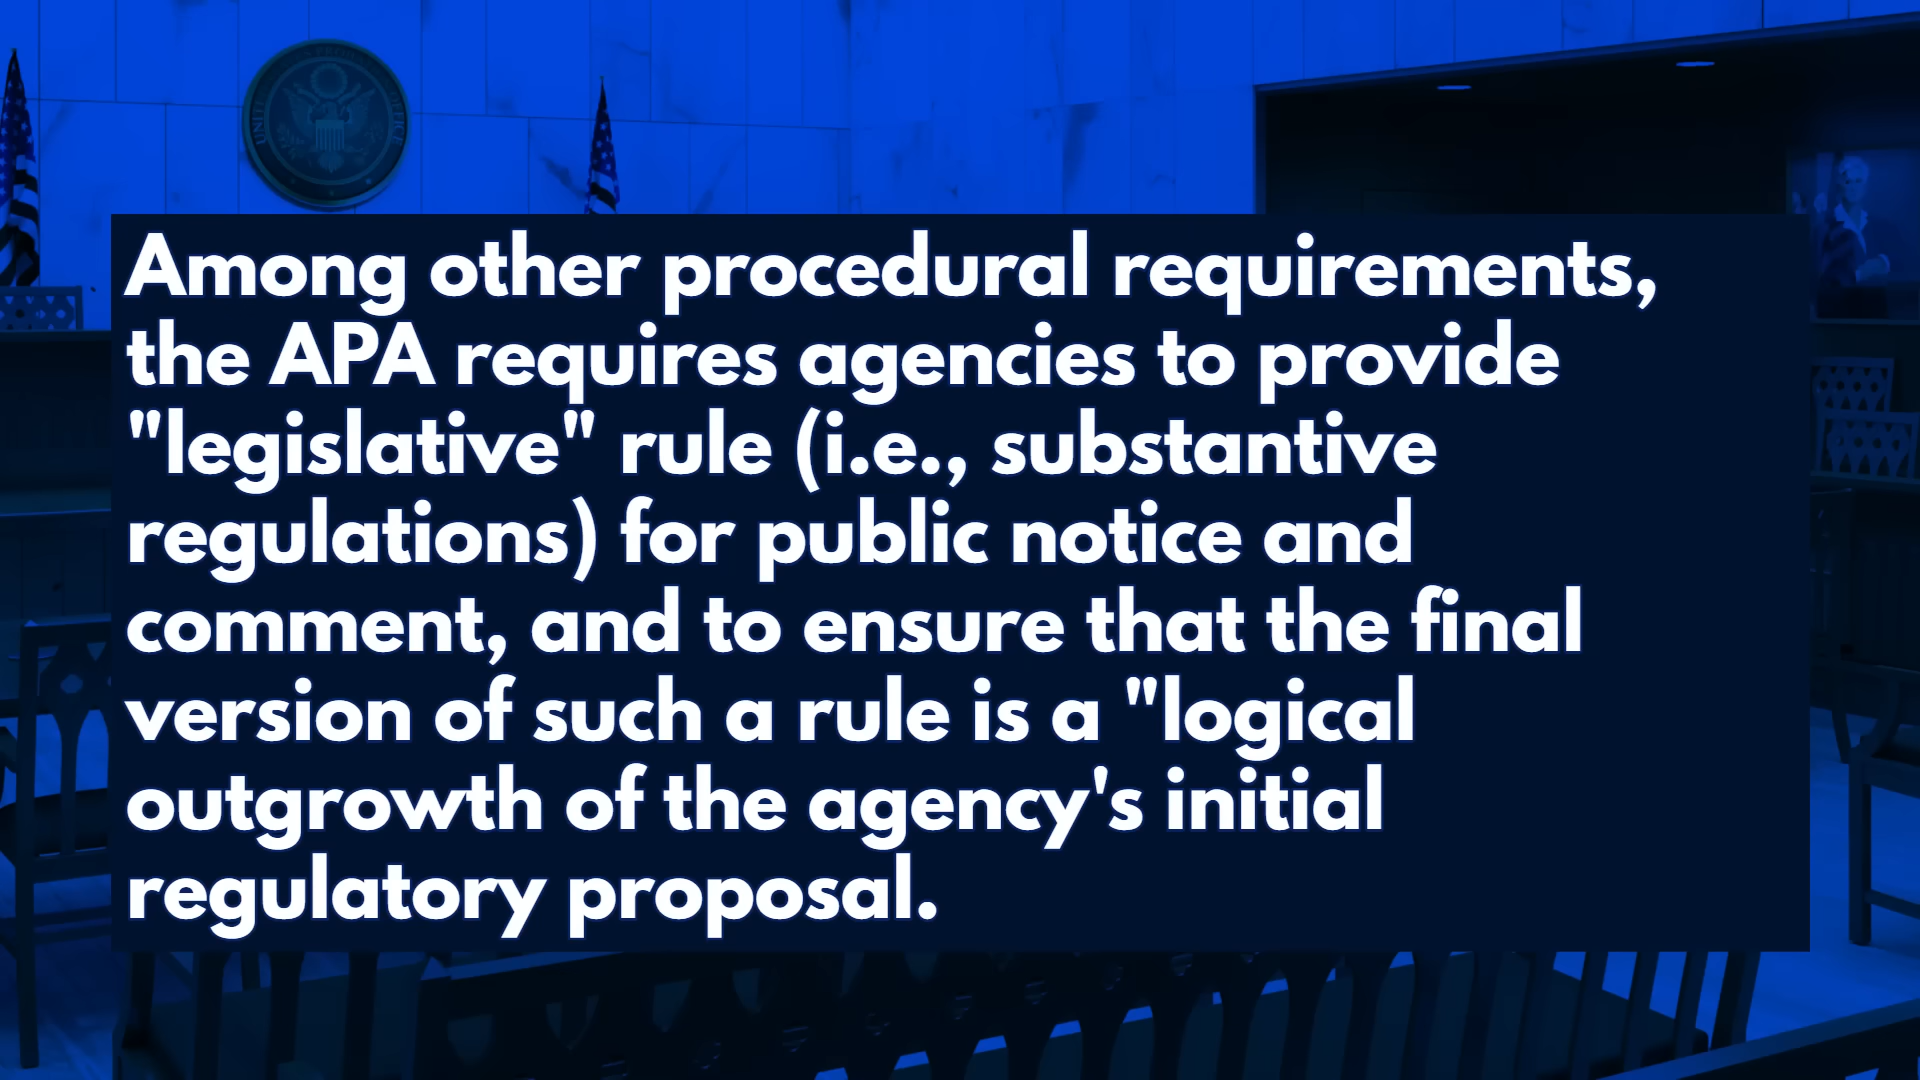 Among other procedural requirements,
the APA requires agencies to provide
"legislative" rule (i.e., substantive
regulations) for public notice and
comment, and to ensure that the final
version of such a rule is a "logical
outgrowth of the agency's initial
regulatory proposal.